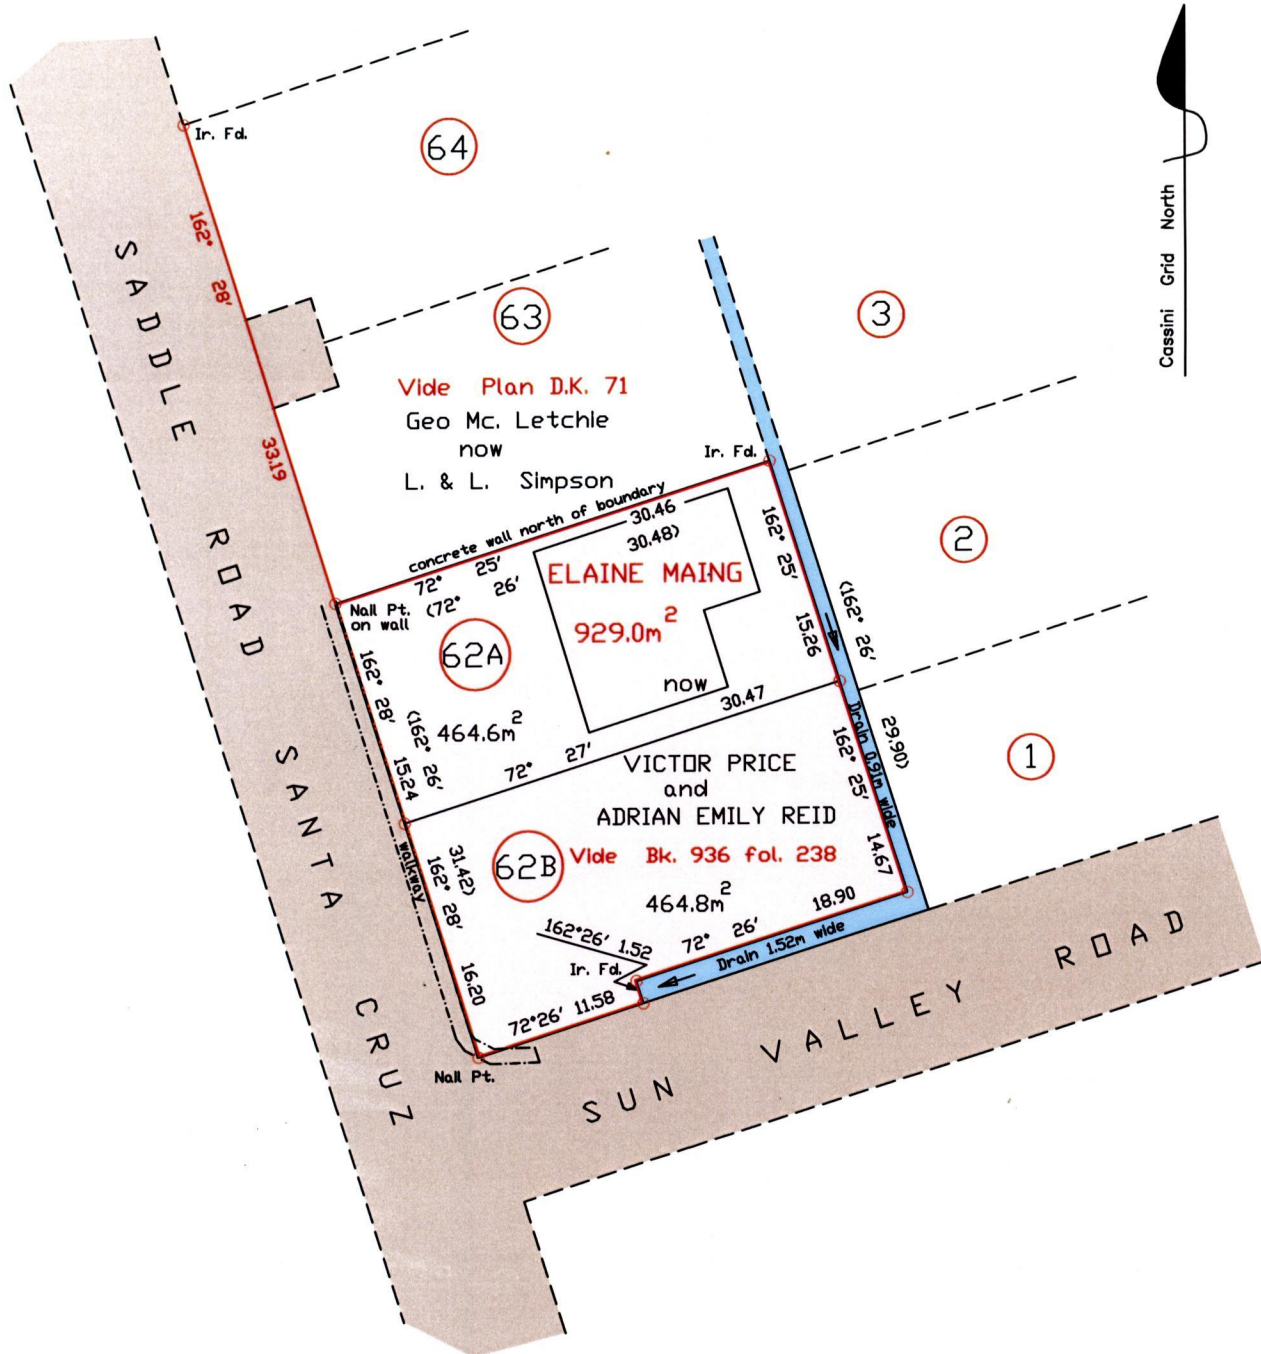 Ir. Fd.
64
Cassini Grid North
162° 28'
SADDLE ROAD SANTA CRUZ
63
3
Vide Plan D.K. 71
Geo Mc. Letchie
now
L. & L. Simpson
33.19
Ir. Fd.
concrete wall north of boundary
30.46
30.48)
72° 25'
(72° 26'
Nail Pt.
on wall
ELAINE MAING
929.0m²
162° 25'
15.26
(162° 26'
29.90)
2
62A
464.6m²
now
162° 28'
(162° 26'
15.24
30.47
72° 27'
Drain 0.91m wide
162° 25'
14.67
1
VICTOR PRICE
and
ADRIAN EMILY REID
62B
Vide Bk. 936 fol. 238
464.8m²
walkway
31.42)
162° 28'
16.20
18.90
72° 26'
162°26' 1.52
Ir. Fd.
Drain 1.52m wide
72°26' 11.58
Nail Pt.
SUN VALLEY ROAD